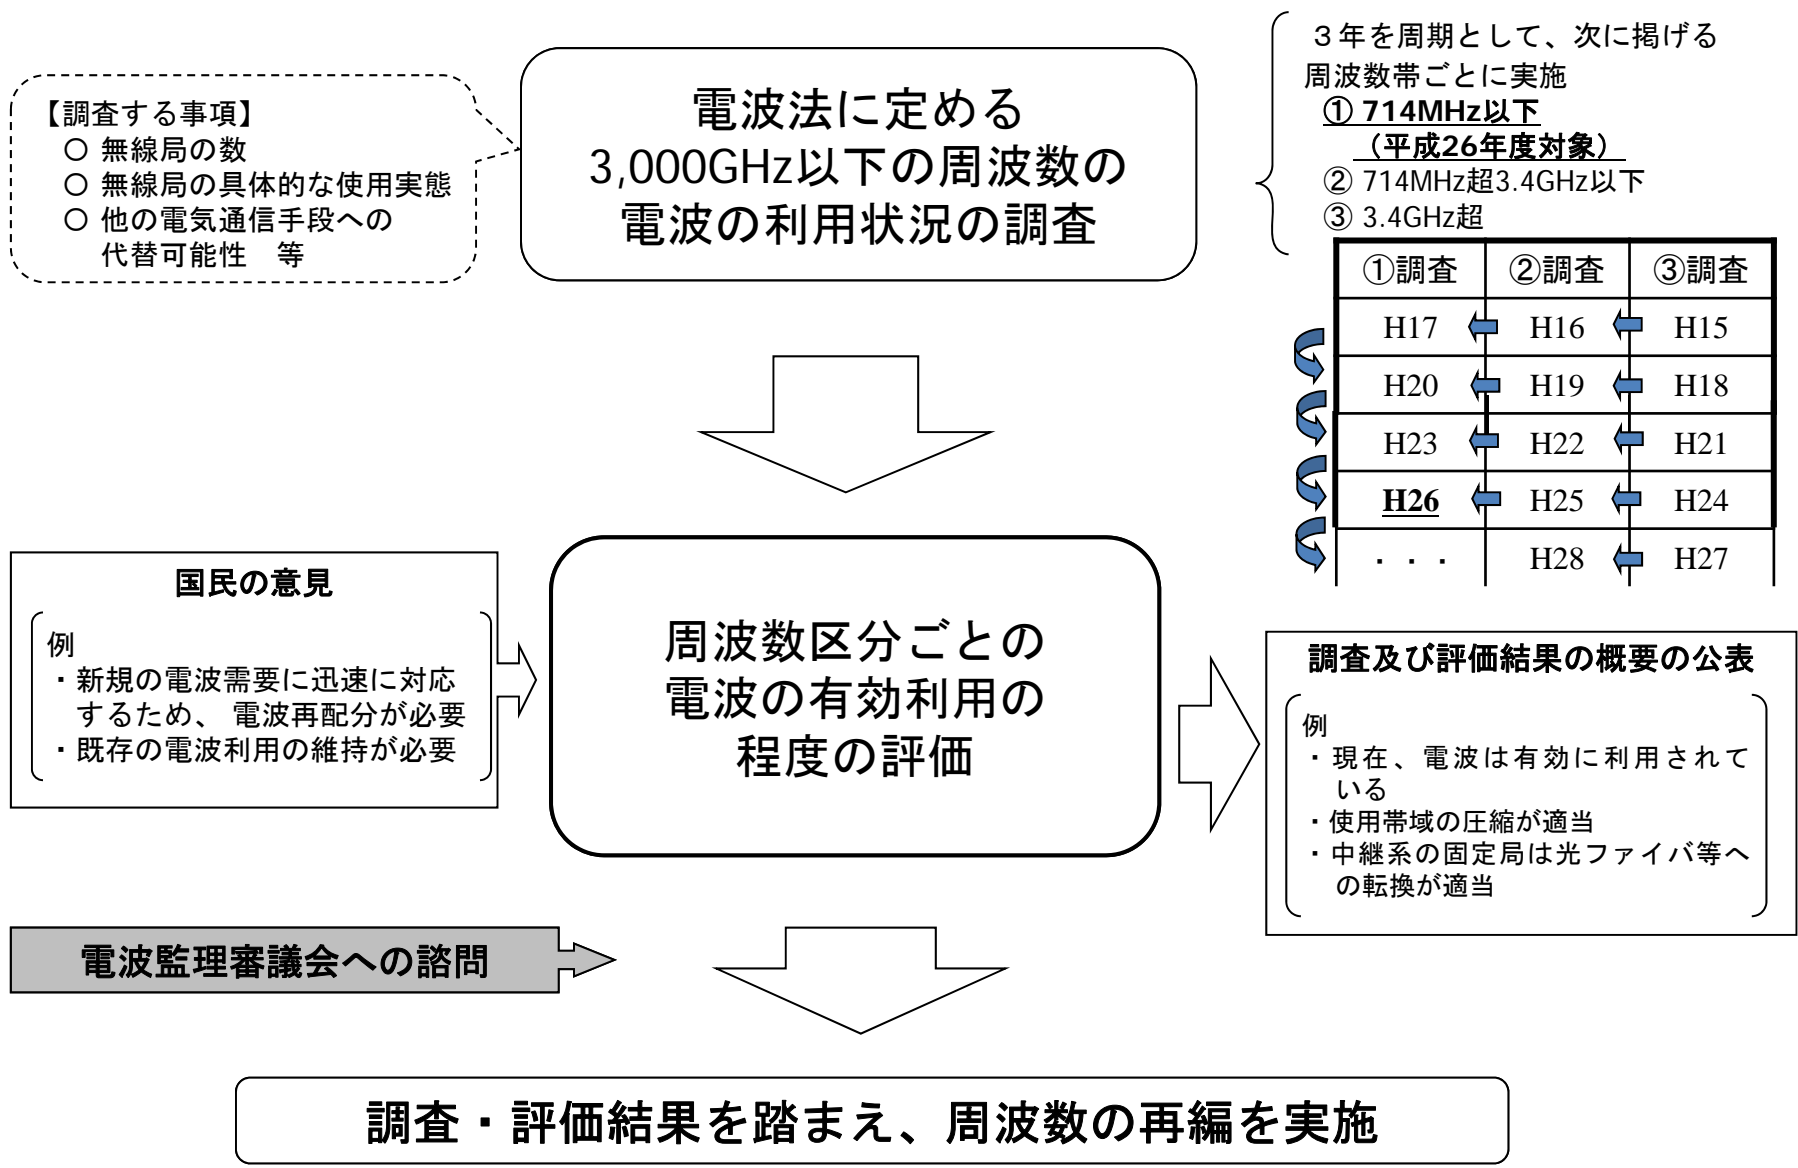 【調査する事項】
○ 無線局の数
○ 無線局の具体的な使用実態
○ 他の電気通信手段への
代替可能性　等
電波法に定める
3,000GHz以下の周波数の
電波の利用状況の調査
３年を周期として、次に掲げる
周波数帯ごとに実施
① 714MHz以下
（平成26年度対象）
② 714MHz超3.4GHz以下
③ 3.4GHz超
①調査 ②調査 ③調査
H17 H16 H15
H20 H19 H18
H23 H22 H21
H26 H25 H24
・・・ H28 H27
国民の意見
例
・新規の電波需要に迅速に対応
するため、 電波再配分が必要
・既存の電波利用の維持が必要
周波数区分ごとの
電波の有効利用の
程度の評価
調査及び評価結果の概要の公表
例
・現在、電波は有効に利用されて
いる
・使用帯域の圧縮が適当
・中継系の固定局は光ファイバ等へ
の転換が適当
電波監理審議会への諮問
調査・評価結果を踏まえ、周波数の再編を実施